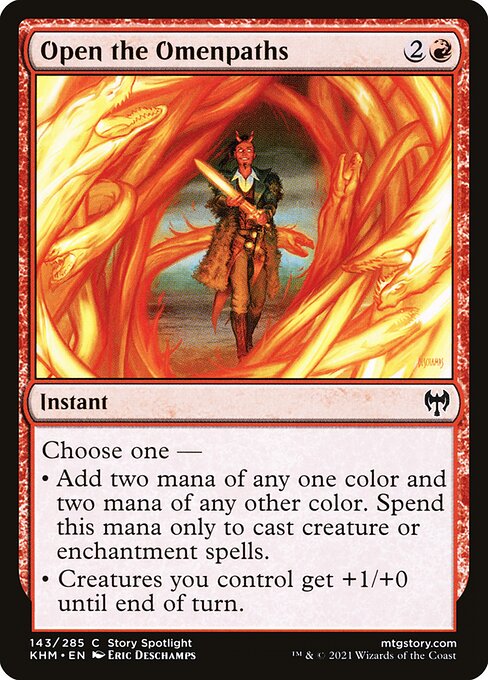 Open the Omenpaths 2
DESCHAMPS
Instant
Choose one —
• Add two mana of any one color and
two mana of any other color. Spend
this mana only to cast creature or
enchantment spells.
• Creatures you control get +1/+0
until end of turn.
143/285 C Story Spotlight mtgstory.com
KHM • EN Eric Deschamps ™ & © 2021 Wizards of the Coast